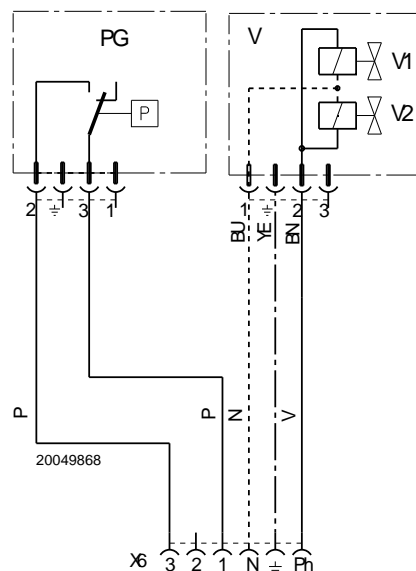 PG
V
V1
P
V2
2 3 1
1 2 3
BU YE BN
P P N V
20049868
X6 3 2 1 N Ph